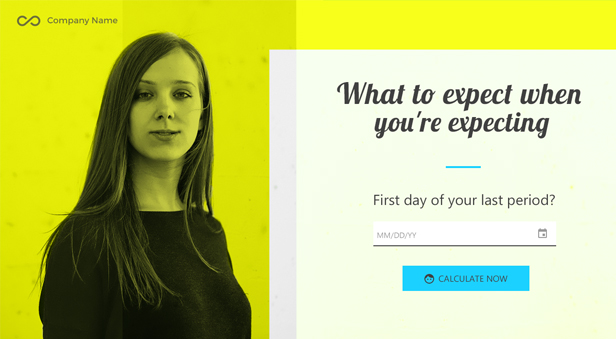 Company Name
What to expect when
you're expecting
First day of your last period?
MM/DD/YY
CALCULATE NOW